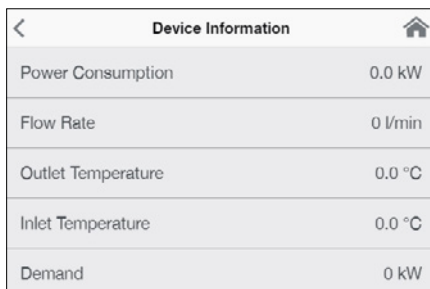 Device Information
Power Consumption 0.0 kW
Flow Rate 0 l/min
Outlet Temperature 0.0 °C
Inlet Temperature 0.0 °C
Demand 0 kW